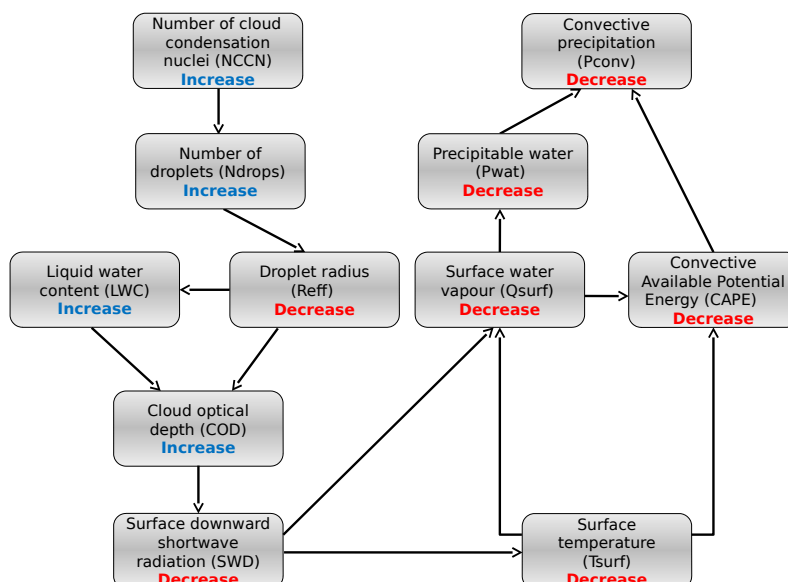 Number of cloud
condensation
nuclei (NCCN)
Increase
Convective
precipitation
(Pconv)
Decrease
Number of
droplets (Ndrops)
Increase
Precipitable water
(Pwat)
Decrease
Liquid water
content (LWC)
Increase
Droplet radius
(Reff)
Decrease
Surface water
vapour (Qsurf)
Decrease
Convective
Available Potential
Energy (CAPE)
Decrease
Cloud optical
depth (COD)
Increase
Surface downward
shortwave
radiation (SWD)
Decrease
Surface
temperature
(Tsurf)
Decrease